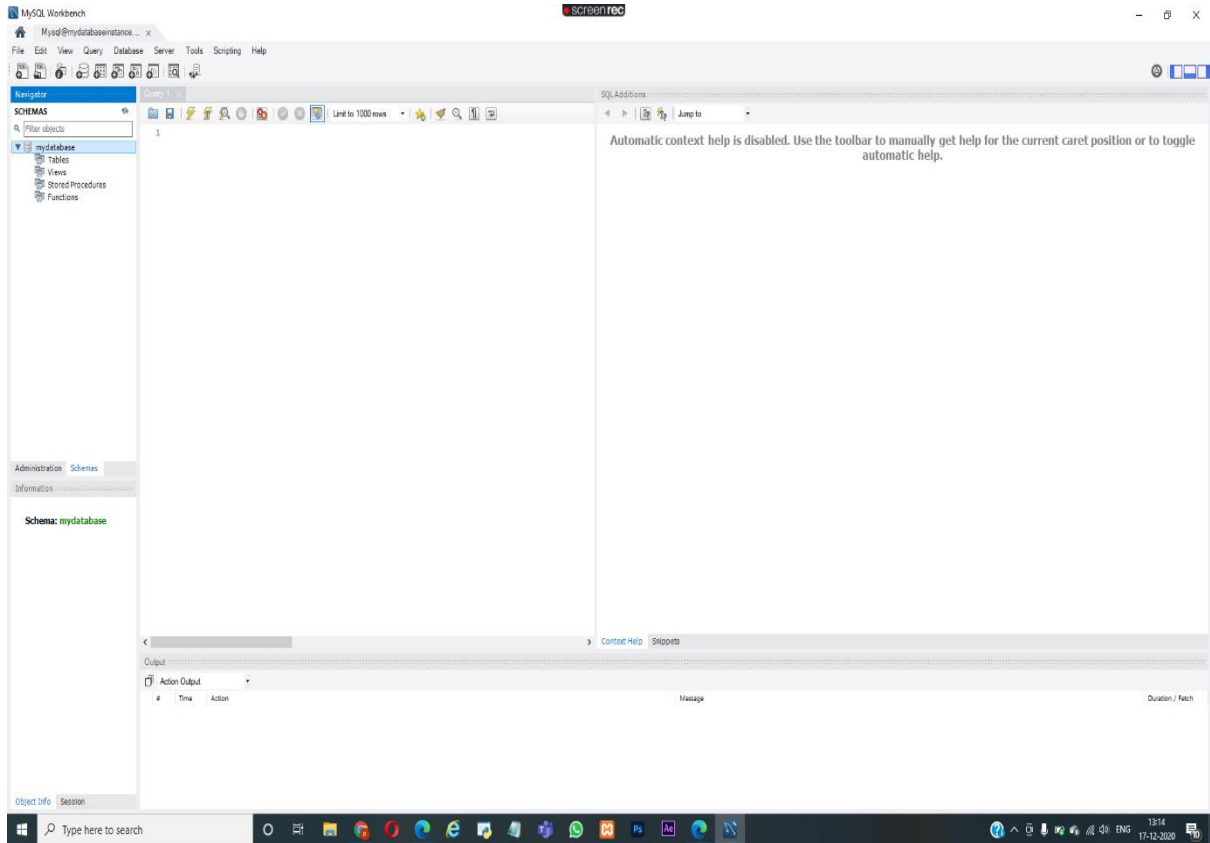 MySQL Workbench
screenrec
Mysql@mydatabaseinstance... x
File Edit View Query Database Server Tools Scripting Help
Navigator
Query 1
SQL Additions
SCHEMAS
Limit to 1000 rows
Jump to
Filter objects
1
Automatic context help is disabled. Use the toolbar to manually get help for the current caret position or to toggle
automatic help.
mydatabase
Tables
Views
Stored Procedures
Functions
Administration Schemas
Information
Schema: mydatabase
Context Help Snippets
Output
Action Output
# Time Action Message Duration / Fetch
Object Info Session
Type here to search
Ps
Ae
ENG
13:14
17-12-2020
10